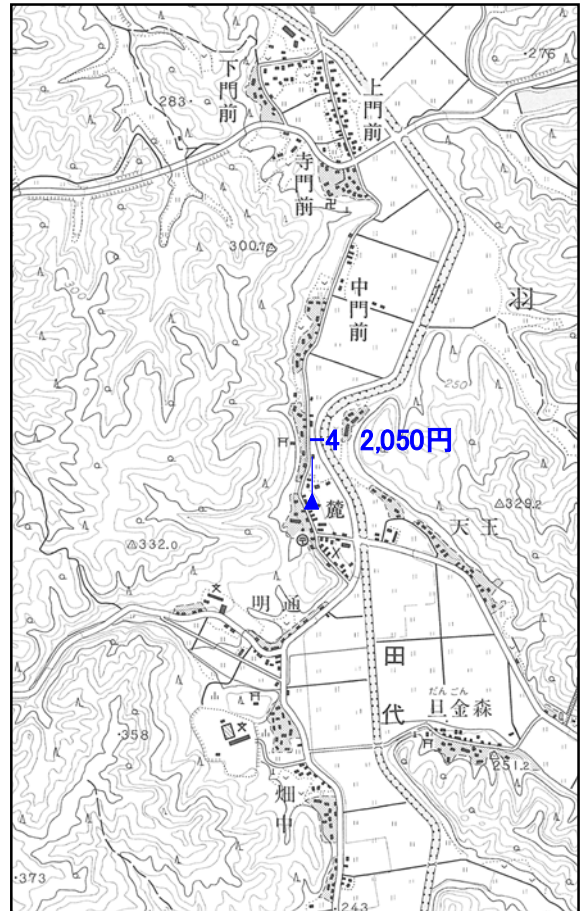 ・276
下門前
上門前
283・
寺門前
300.7
中門前
羽
250
-4 2,050円
麓
329.2
天王
332.0
明通
田代
だんごん
日金森
・358
251.2
畑中
・373
・243